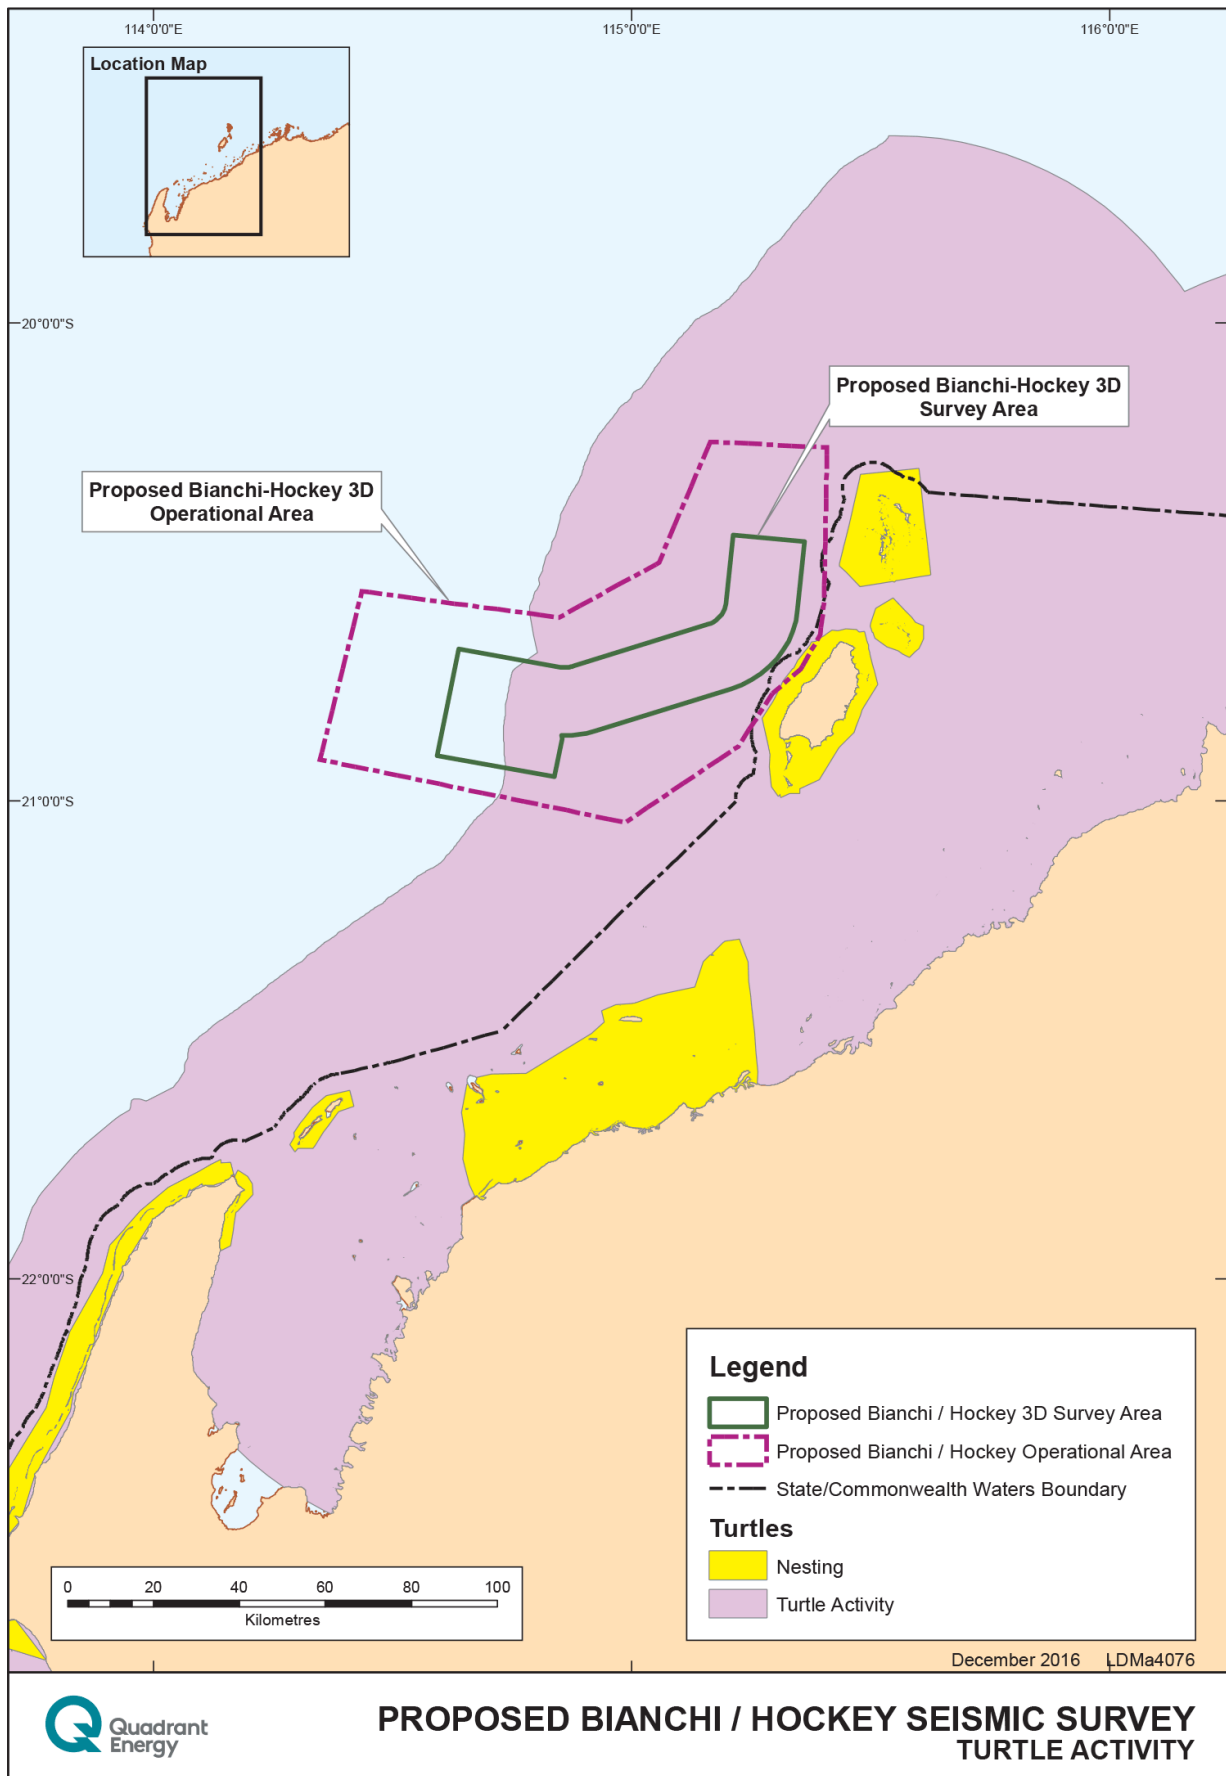 114°0'0"E 115°0'0"E 116°0'0"E
Location Map
20°0'0"S
Proposed Bianchi-Hockey 3D
Survey Area
Proposed Bianchi-Hockey 3D
Operational Area
21°0'0"S
22°0'0"S
Legend
Proposed Bianchi / Hockey 3D Survey Area
Proposed Bianchi / Hockey Operational Area
State/Commonwealth Waters Boundary
Turtles
Nesting
Turtle Activity
0 20 40 60 80 100
Kilometres
December 2016 LDMa4076
Quadrant
Energy
PROPOSED BIANCHI / HOCKEY SEISMIC SURVEY
TURTLE ACTIVITY